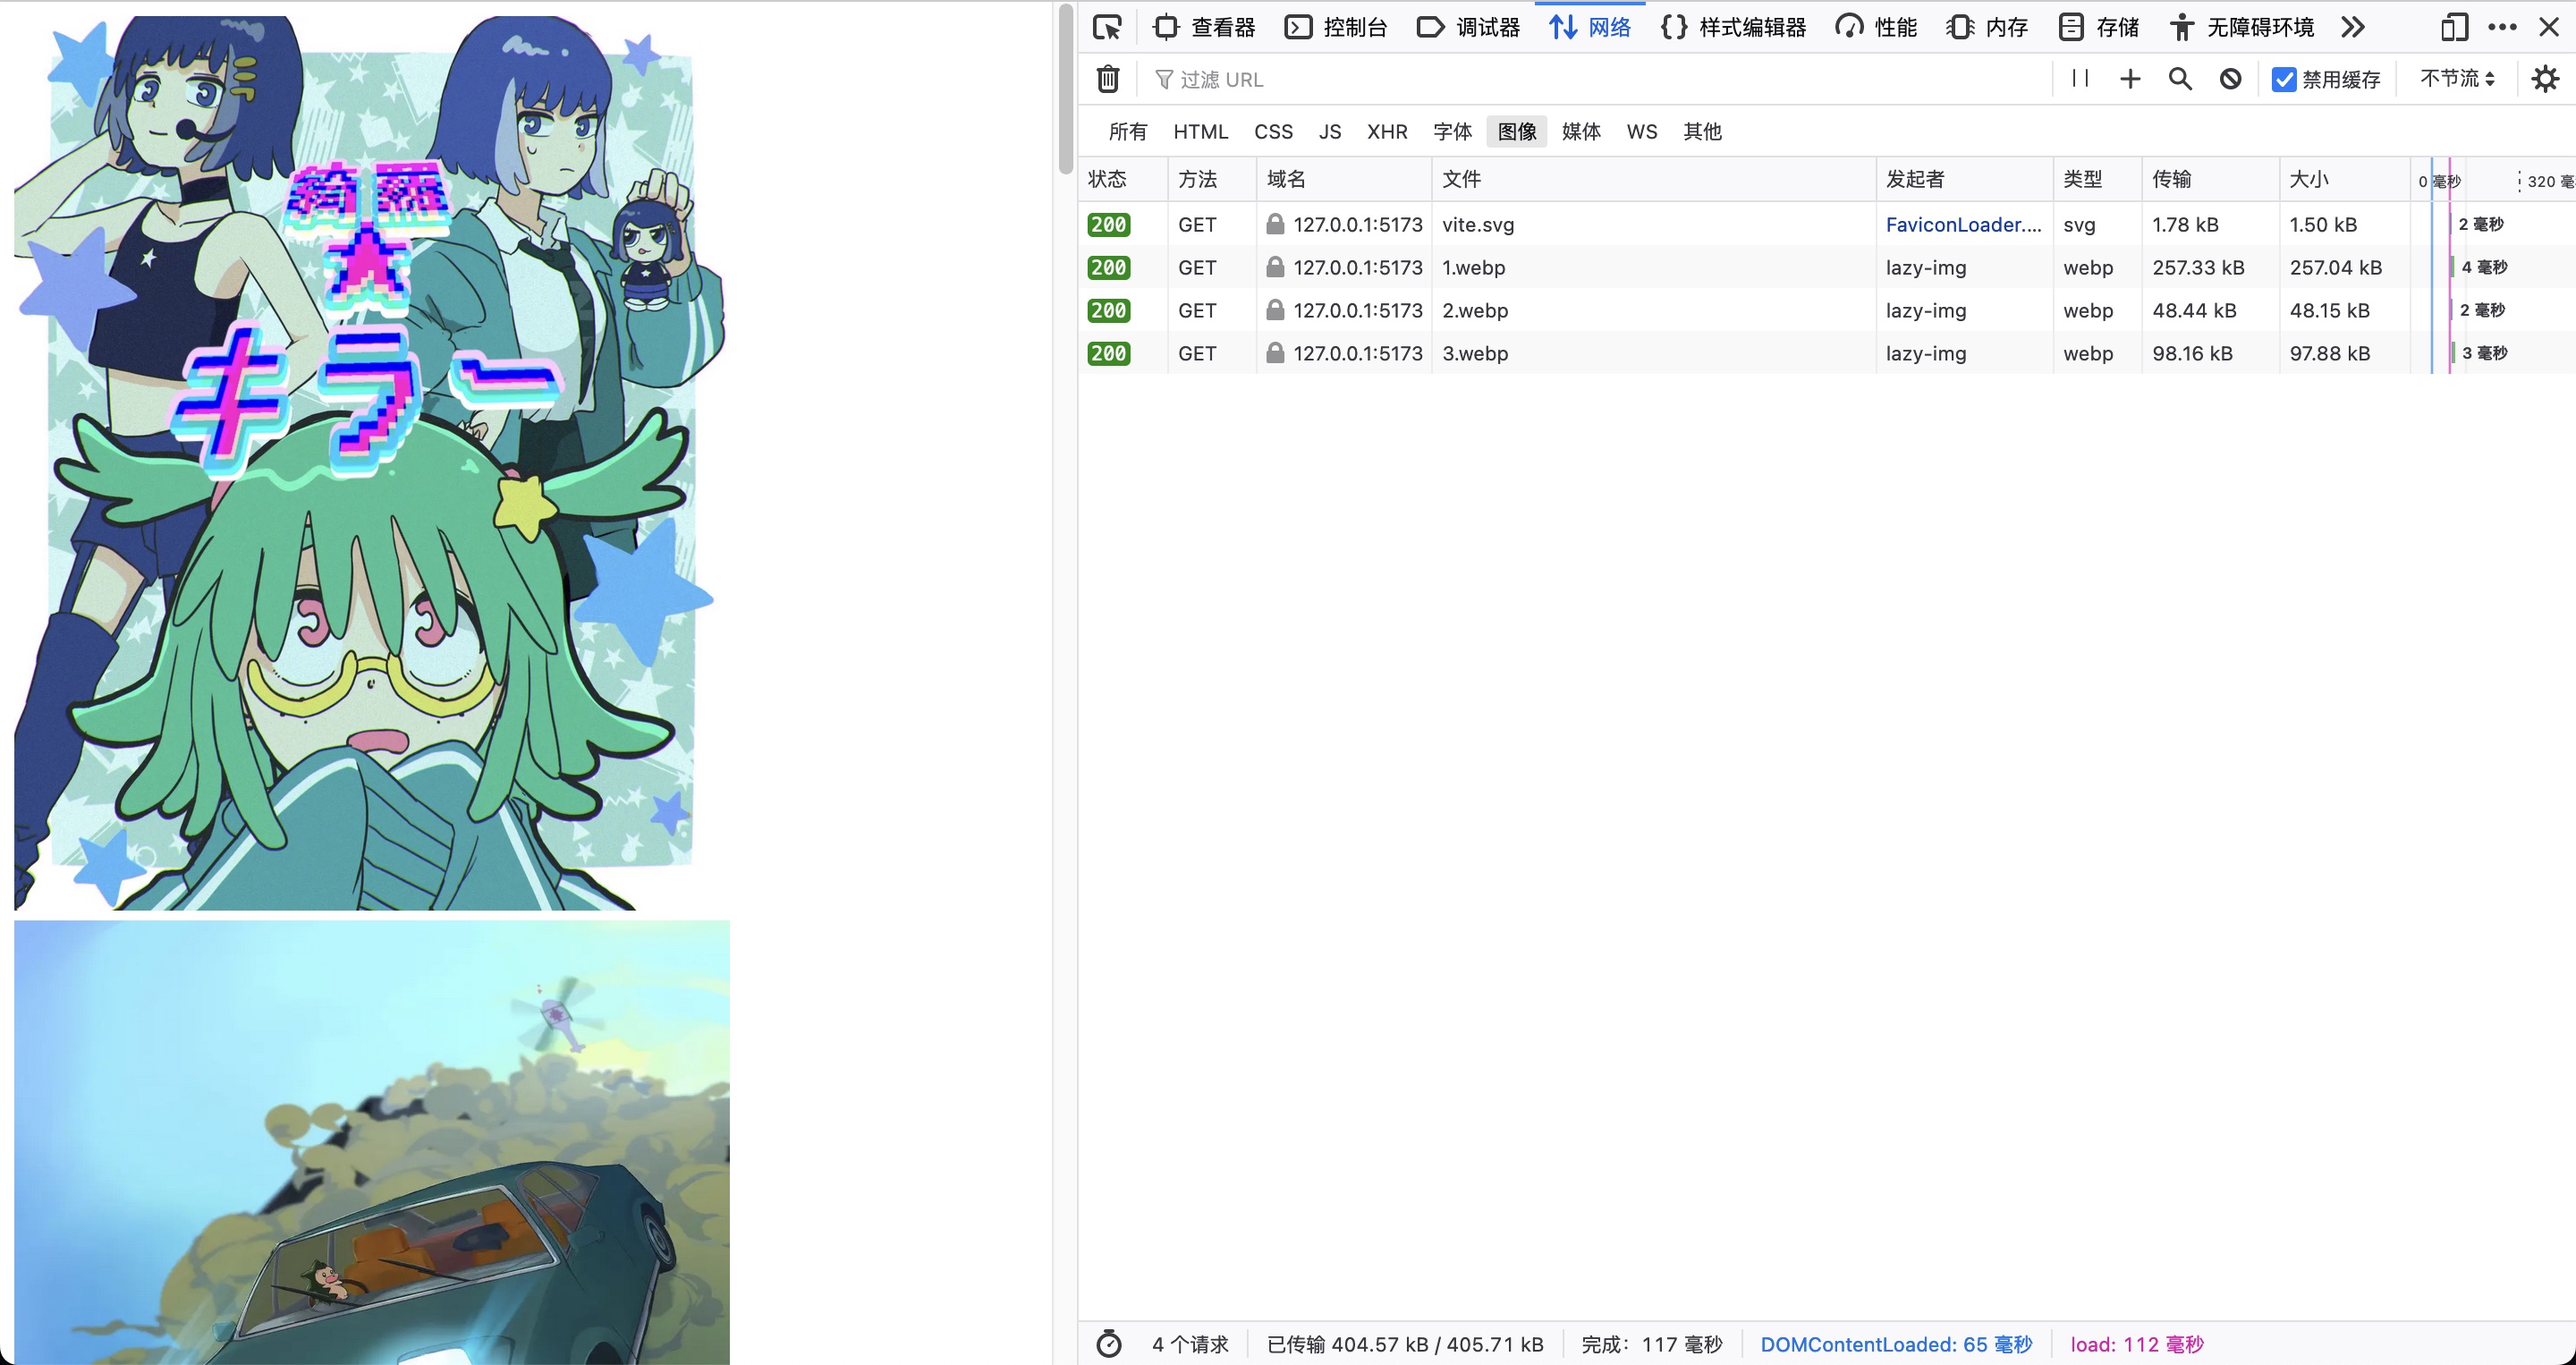 綺羅
★
キラー
查看器 控制台 调试器 网络 样式编辑器 性能 内存 存储 无障碍环境
过滤 URL 禁用缓存 不节流
所有 HTML CSS JS XHR 字体 图像 媒体 WS 其他
状态 方法 域名 文件 发起者 类型 传输 大小 0 毫秒 320 毫
200 GET 127.0.0.1:5173 vite.svg FaviconLoader.... svg 1.78 kB 1.50 kB 2 毫秒
200 GET 127.0.0.1:5173 1.webp lazy-img webp 257.33 kB 257.04 kB 4 毫秒
200 GET 127.0.0.1:5173 2.webp lazy-img webp 48.44 kB 48.15 kB 2 毫秒
200 GET 127.0.0.1:5173 3.webp lazy-img webp 98.16 kB 97.88 kB 3 毫秒
4 个请求 已传输 404.57 kB / 405.71 kB 完成：117 毫秒 DOMContentLoaded: 65 毫秒 load: 112 毫秒